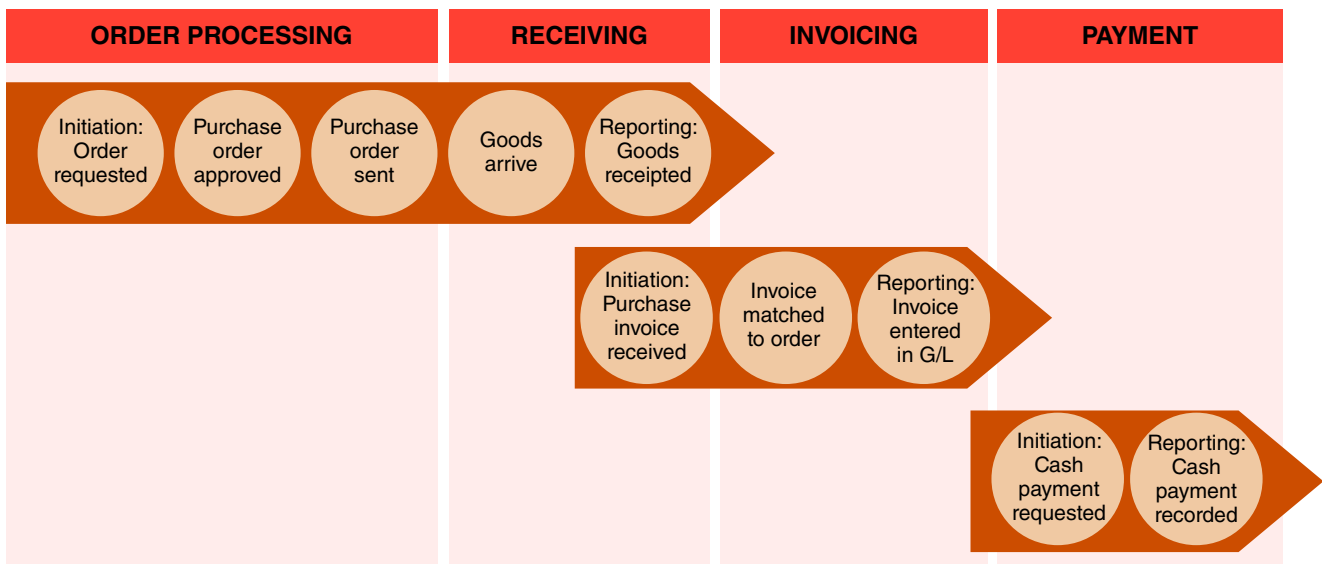 ORDER PROCESSING
RECEIVING
INVOICING
PAYMENT
Initiation:
Order
requested
Purchase
order
approved
Purchase
order
sent
Goods
arrive
Reporting:
Goods
receipted
Initiation:
Purchase
invoice
received
Invoice
matched
to order
Reporting:
Invoice
entered
in G/L
Initiation:
Cash
payment
requested
Reporting:
Cash
payment
recorded